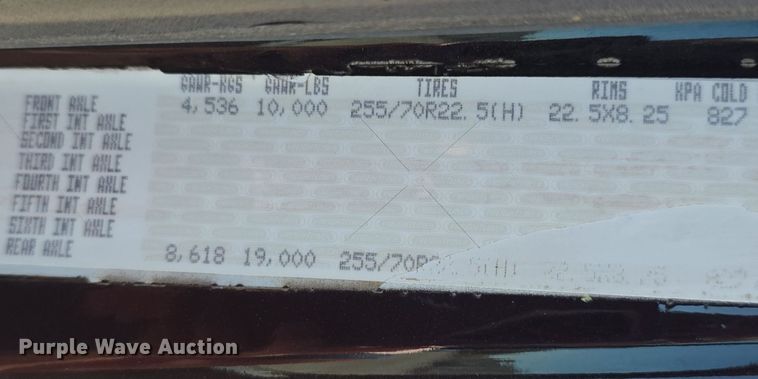 GAWR-KGS GAWR-LBS TIRES RIMS KPA COLD
FRONT AXLE 4,536 10,000 255/70R22.5(H) 22.5X8.25 827
FIRST INT AXLE
SECOND INT AXLE
THIRD INT AXLE
FOURTH INT AXLE
FIFTH INT AXLE
SIXTH INT AXLE
REAR AXLE 8,618 19,000
Purple Wave Auction